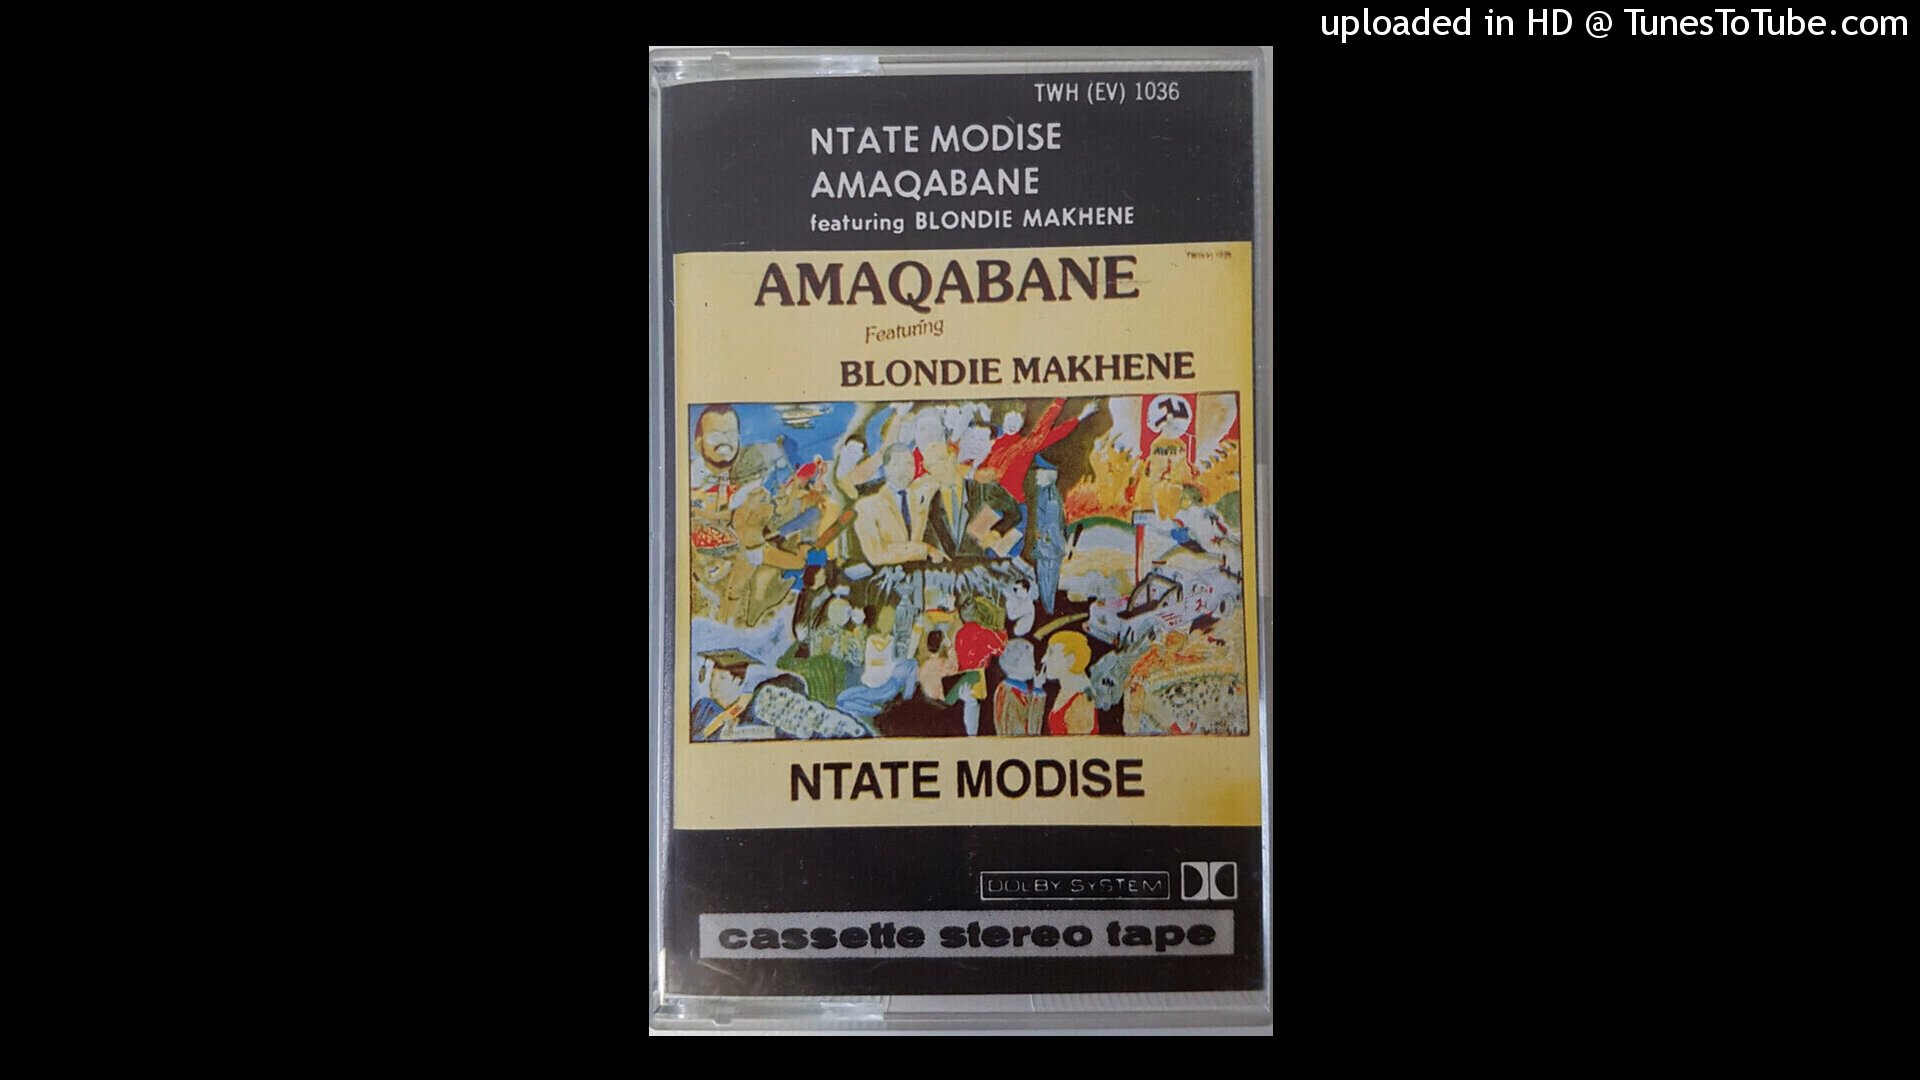 uploaded in HD @ TunesToTube.com
TWH (EV) 1036
NTATE MODISE
AMAQABANE
featuring BLONDIE MAKHENE
AMAQABANE
Featuring
BLONDIE MAKHENE
NTATE MODISE
DOLBY SYSTEM
cassette stereo tape